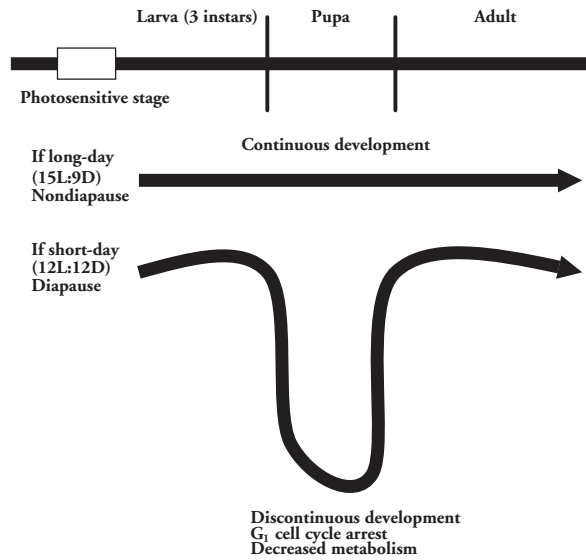 Larva (3 instars) Pupa Adult
Photosensitive stage
Continuous development
If long-day
(15L:9D)
Nondiapause
If short-day
(12L:12D)
Diapause
Discontinuous development
G₁ cell cycle arrest
Decreased metabolism